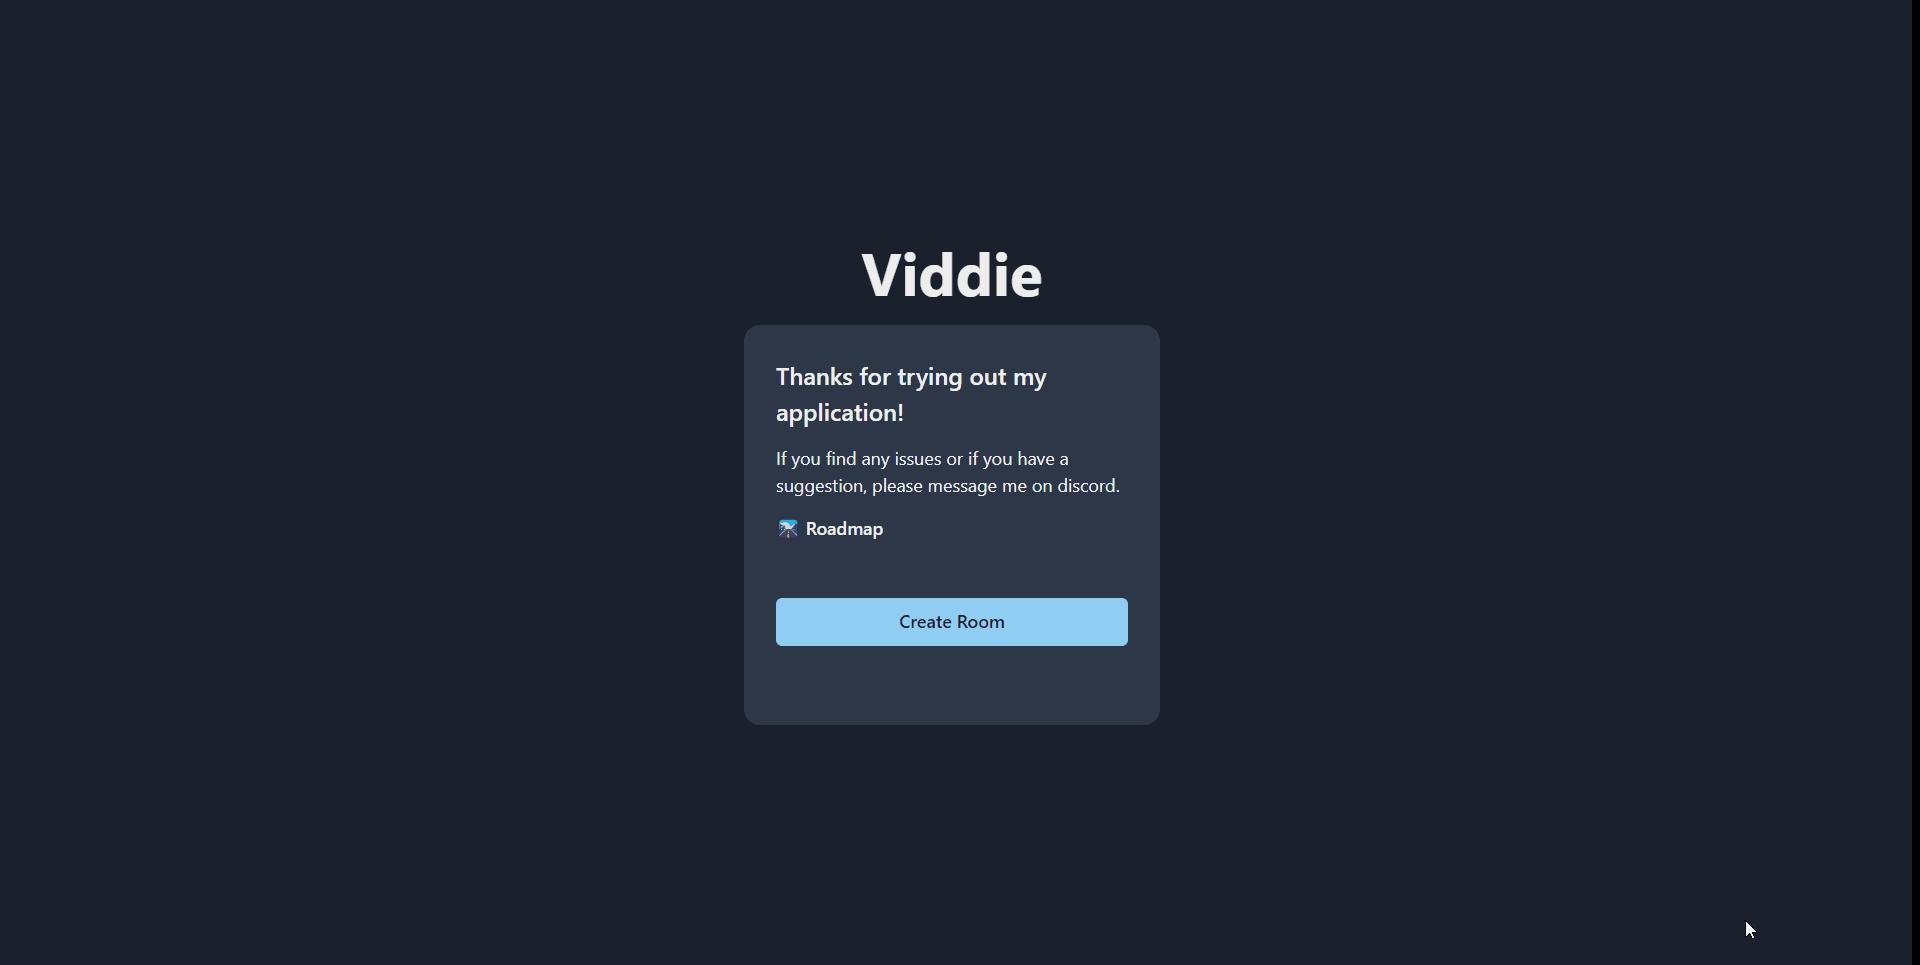 Viddie
Thanks for trying out my
application!
If you find any issues or if you have a
suggestion, please message me on discord.
Roadmap
Create Room